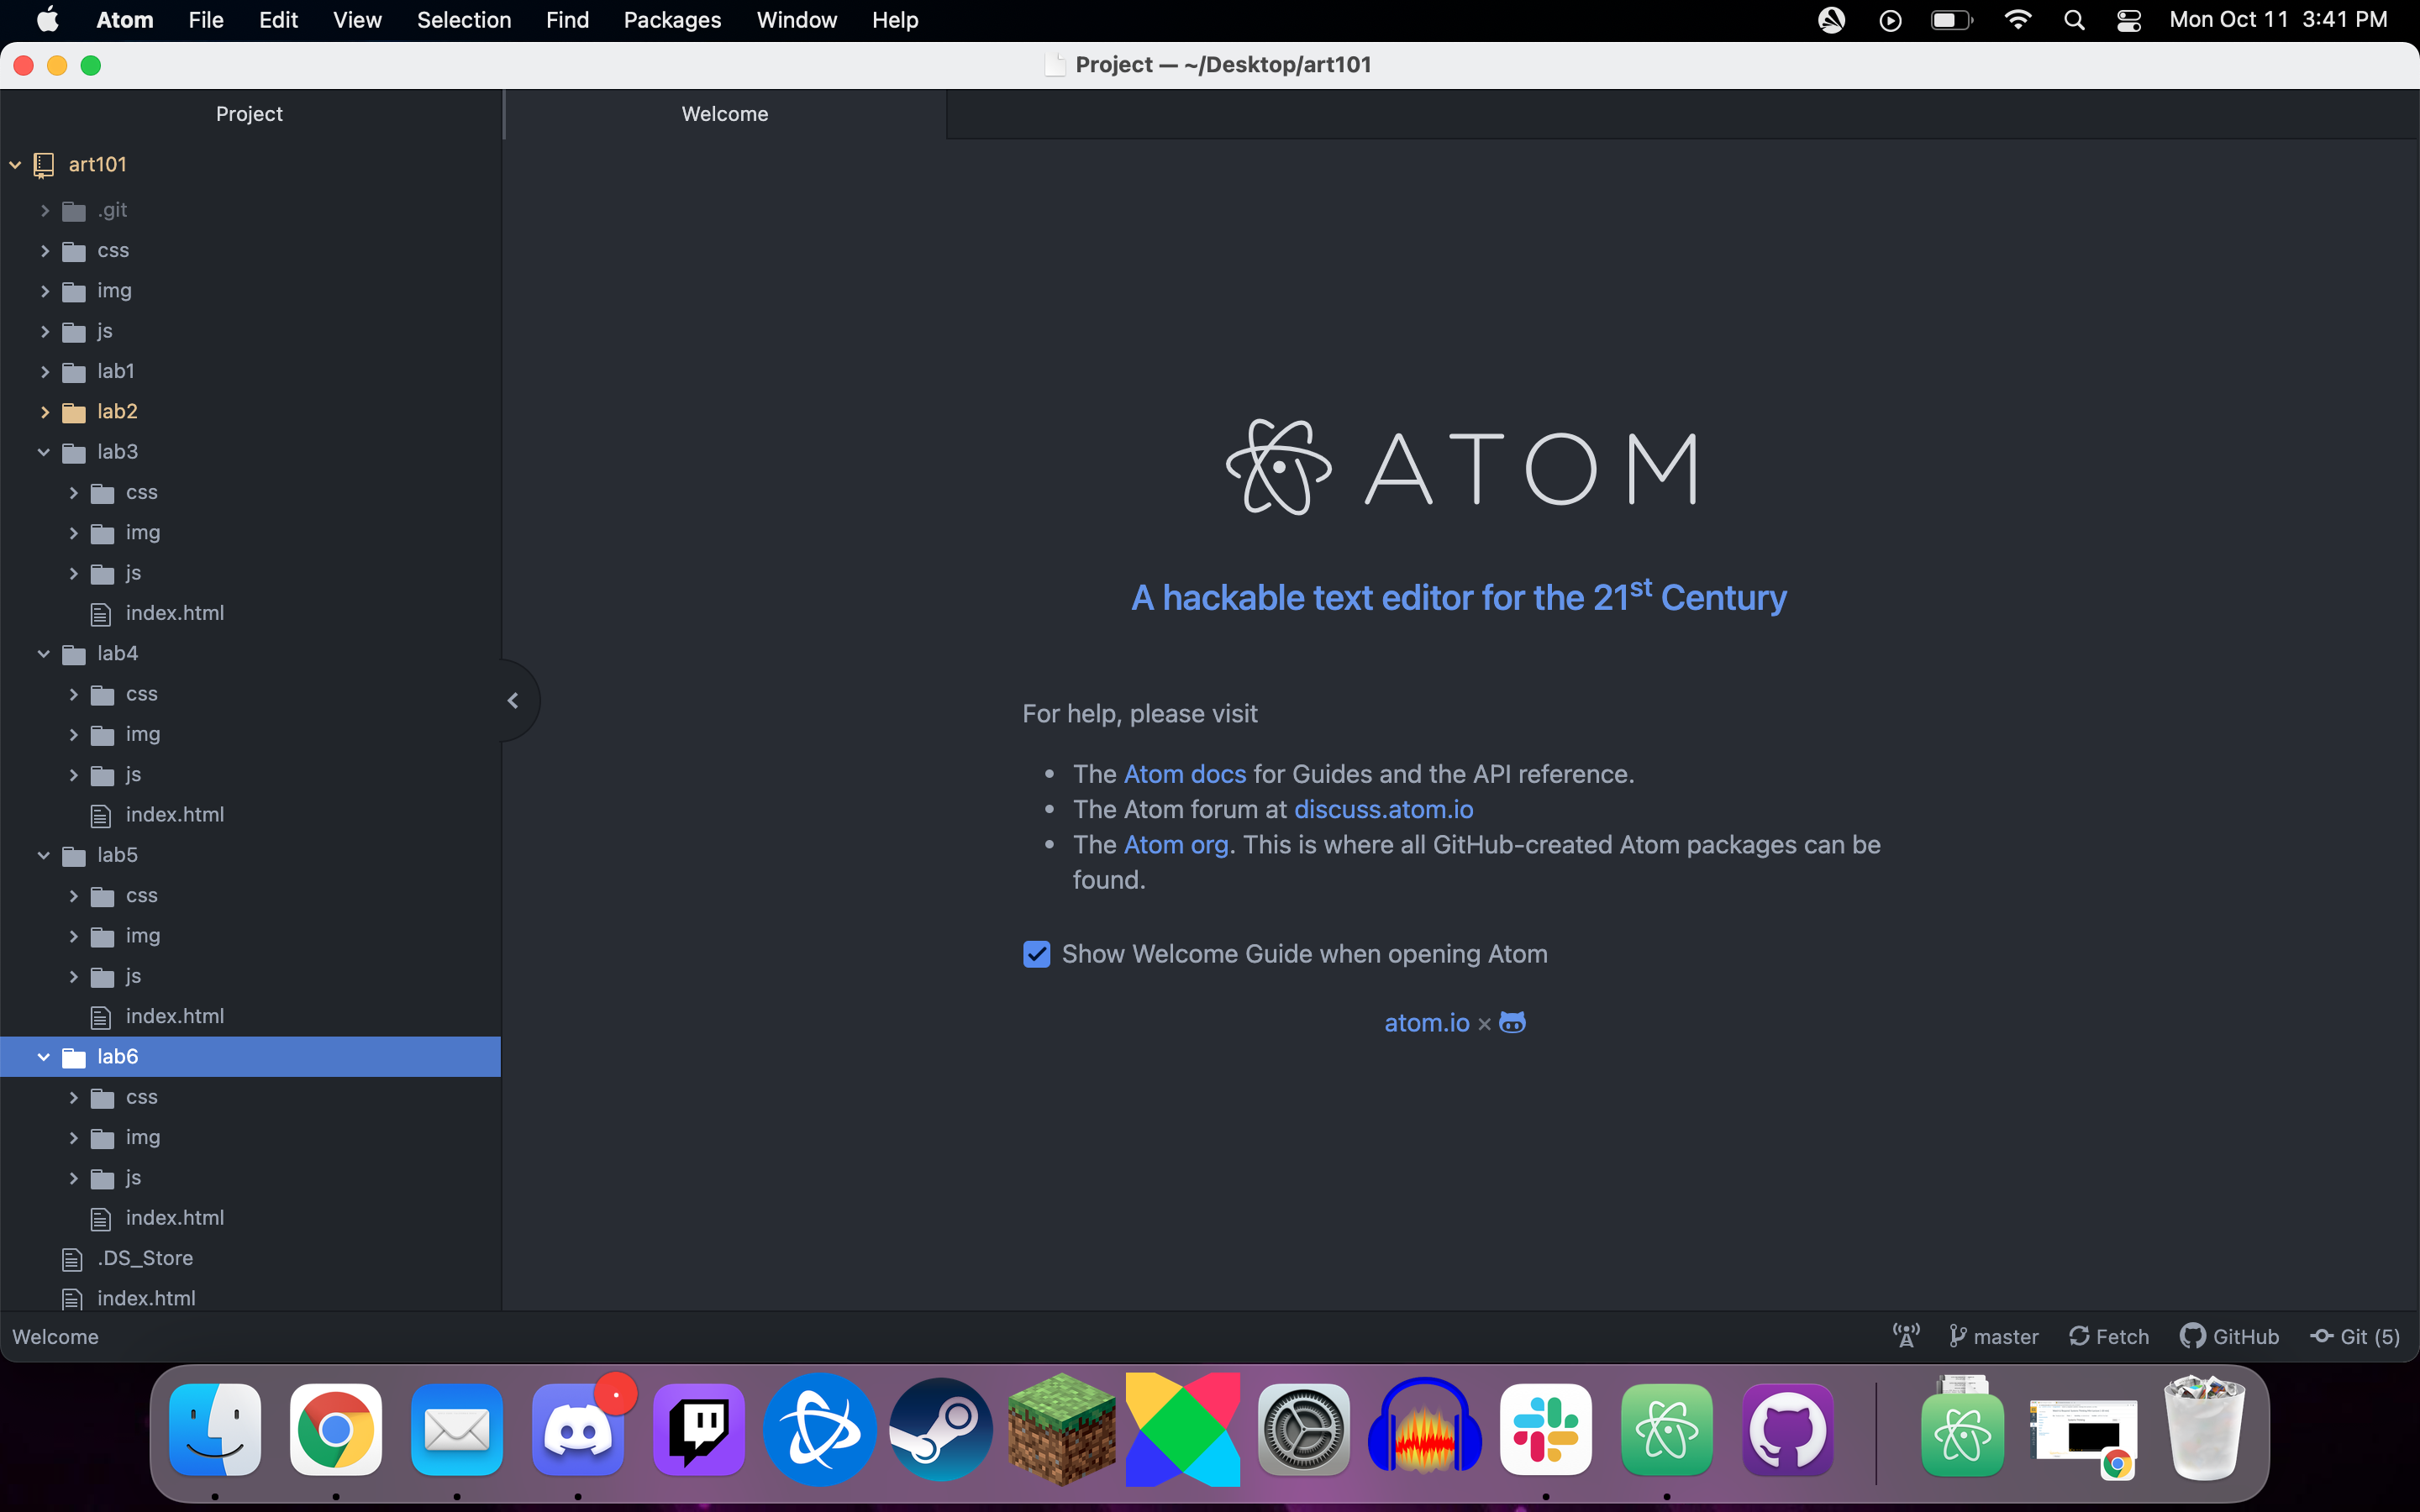 Atom File Edit View Selection Find Packages Window Help Mon Oct 11 3:41 PM
Project — ~/Desktop/art101
Project
Welcome
art101
.git
css
img
js
lab1
lab2
lab3
css
img
js
index.html
lab4
css
img
js
index.html
lab5
css
img
js
index.html
lab6
css
img
js
index.html
.DS_Store
index.html
ATOM
A hackable text editor for the 21st Century
For help, please visit
• The Atom docs for Guides and the API reference.
• The Atom forum at discuss.atom.io
• The Atom org. This is where all GitHub-created Atom packages can be
found.
Show Welcome Guide when opening Atom
atom.io ×
Welcome
master Fetch GitHub Git (5)